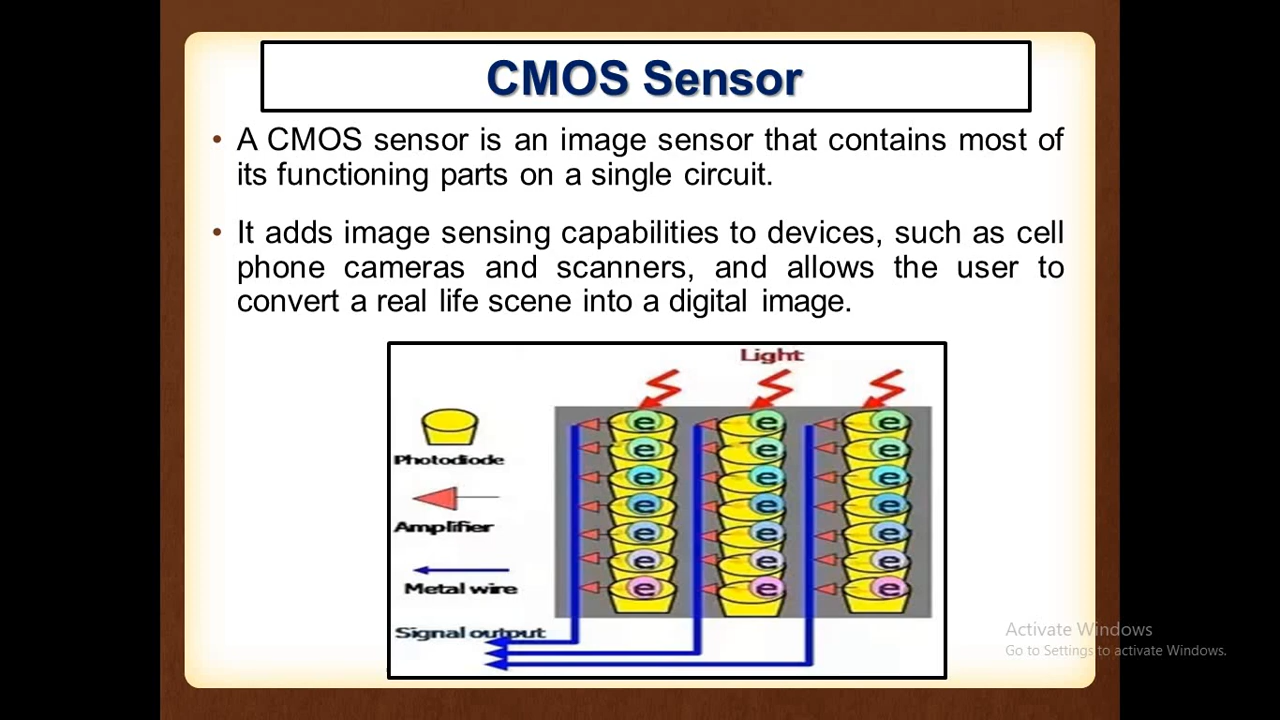 CMOS Sensor
• A CMOS sensor is an image sensor that contains most of
its functioning parts on a single circuit.
• It adds image sensing capabilities to devices, such as cell
phone cameras and scanners, and allows the user to
convert a real life scene into a digital image.
Light
e e e
e e e
Photodiode
e e e
e e e
Amplifier
e e e
e e e
Metal wire
e e e
Signal output
Activate Windows
Go to Settings to activate Windows.